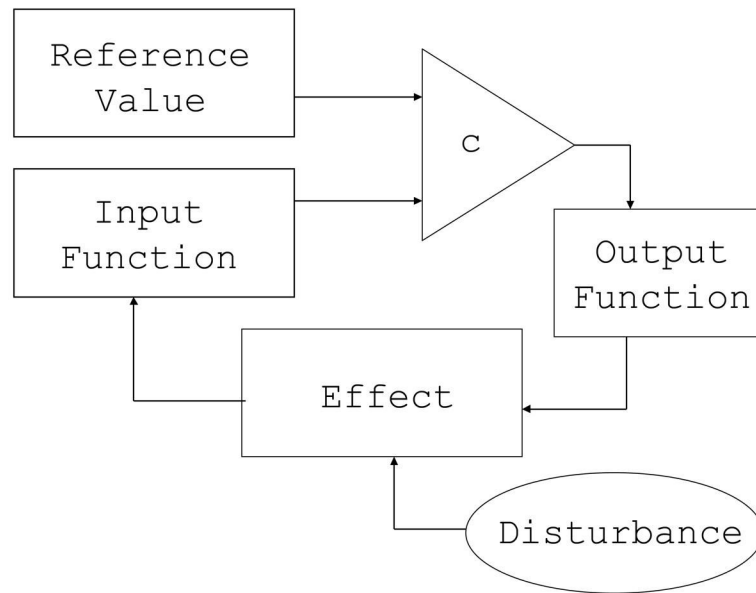 Reference
Value
c
Input
Function
Output
Function
Effect
Disturbance